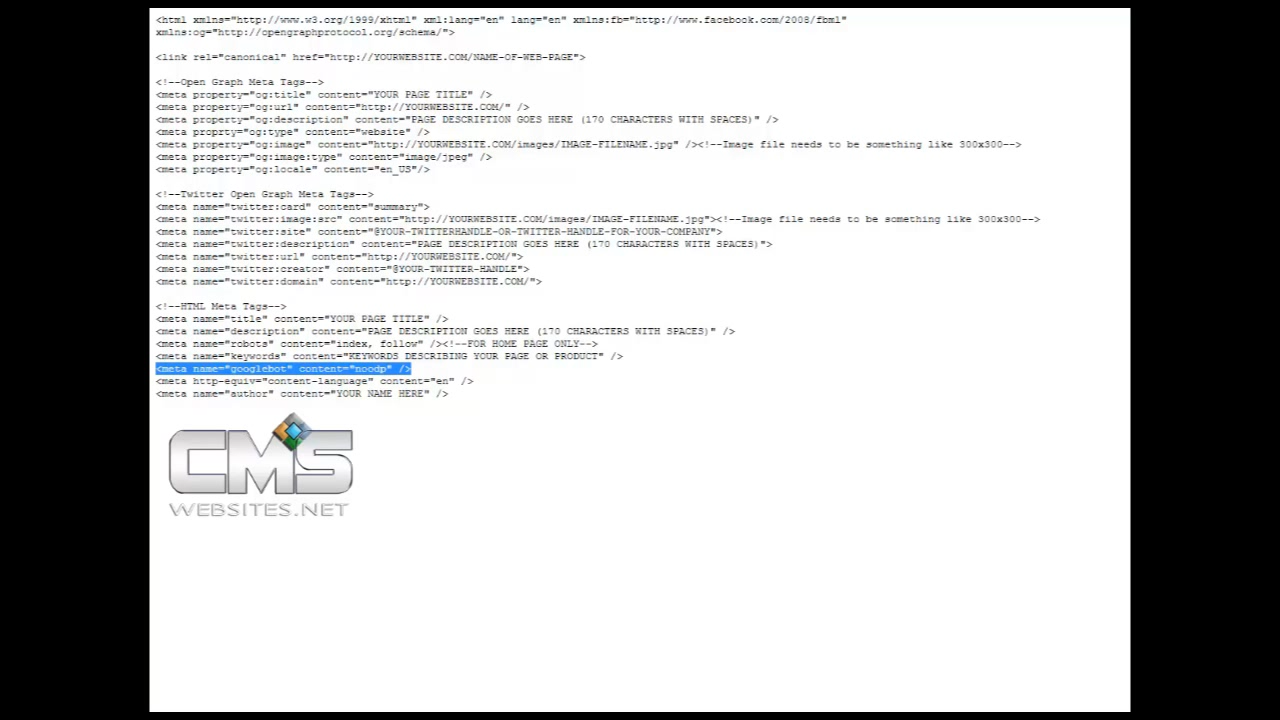 <html xmlns="http://www.w3.org/1999/xhtml" xml:lang="en" lang="en" xmlns:fb="http://www.facebook.com/2008/fbml"
xmlns:og="http://opengraphprotocol.org/schema/">
<link rel="canonical" href="http://YOURWEBSITE.COM/NAME-OF-WEB-PAGE">
<!--Open Graph Meta Tags-->
<meta property="og:title" content="YOUR PAGE TITLE" />
<meta property="og:url" content="http://YOURWEBSITE.COM/" />
<meta property="og:description" content="PAGE DESCRIPTION GOES HERE (170 CHARACTERS WITH SPACES)" />
<meta proprty="og:type" content="website" />
<meta property="og:image" content="http://YOURWEBSITE.COM/images/IMAGE-FILENAME.jpg" /><!--Image file needs to be something like 300x300-->
<meta property="og:image:type" content="image/jpeg" />
<meta property="og:locale" content="en_US"/>
<!--Twitter Open Graph Meta Tags-->
<meta name="twitter:card" content="summary">
<meta name="twitter:image:src" content="http://YOURWEBSITE.COM/images/IMAGE-FILENAME.jpg"><!--Image file needs to be something like 300x300-->
<meta name="twitter:site" content="@YOUR-TWITTERHANDLE-OR-TWITTER-HANDLE-FOR-YOUR-COMPANY">
<meta name="twitter:description" content="PAGE DESCRIPTION GOES HERE (170 CHARACTERS WITH SPACES)">
<meta name="twitter:url" content="http://YOURWEBSITE.COM/">
<meta name="twitter:creator" content="@YOUR-TWITTER-HANDLE">
<meta name="twitter:domain" content="http://YOURWEBSITE.COM/">
<!--HTML Meta Tags-->
<meta name="title" content="YOUR PAGE TITLE" />
<meta name="description" content="PAGE DESCRIPTION GOES HERE (170 CHARACTERS WITH SPACES)" />
<meta name="robots" content="index, follow" /><!--FOR HOME PAGE ONLY-->
<meta name="keywords" content="KEYWORDS DESCRIBING YOUR PAGE OR PRODUCT" />
<meta name="googlebot" content="noodp" />
<meta http-equiv="content-language" content="en" />
<meta name="author" content="YOUR NAME HERE" />
CMS
WEBSITES.NET